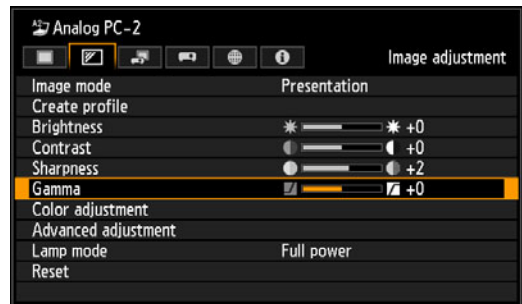 Analog PC-2
Image adjustment
Image mode Presentation
Create profile
Brightness +0
Contrast +0
Sharpness +2
Gamma +0
Color adjustment
Advanced adjustment
Lamp mode Full power
Reset